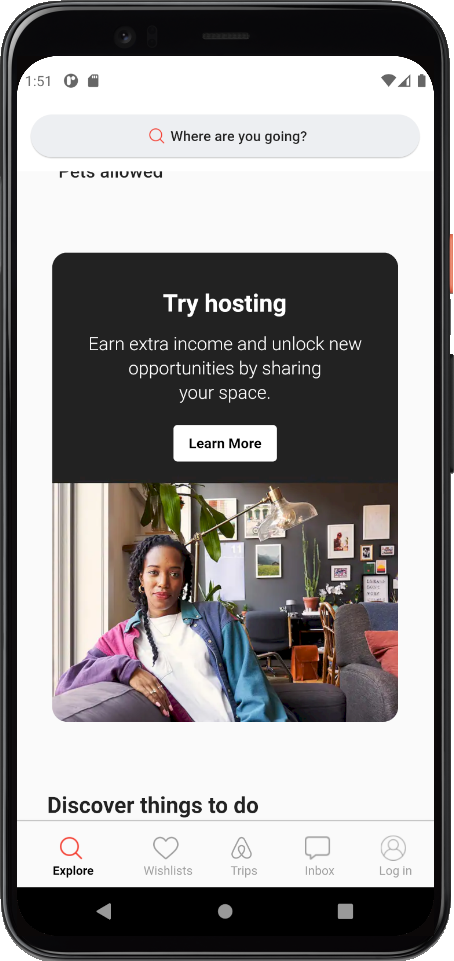 1:51
Where are you going?
Pets allowed
Try hosting
Earn extra income and unlock new
opportunities by sharing
your space.
Learn More
Discover things to do
Explore
Wishlists
Trips
Inbox
Log in